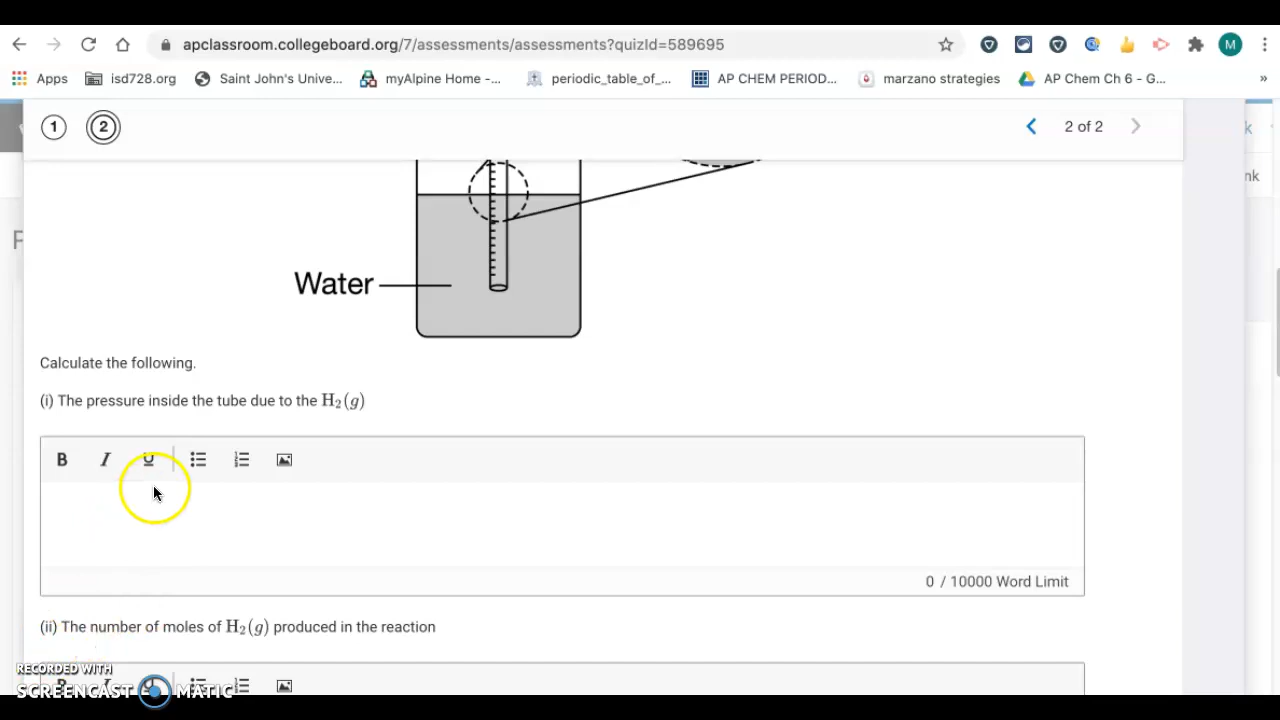 apclassroom.collegeboard.org/7/assessments/assessments?quizId=589695
M
Apps isd728.org Saint John's Unive... myAlpine Home -... periodic_table_of_... AP CHEM PERIOD... marzano strategies AP Chem Ch 6 - G... »
1 2 2 of 2
Water
Calculate the following.
(i) The pressure inside the tube due to the H₂(g)
B I U
0 / 10000 Word Limit
(ii) The number of moles of H₂(g) produced in the reaction
RECORDED WITH
SCREENCAST MATIC